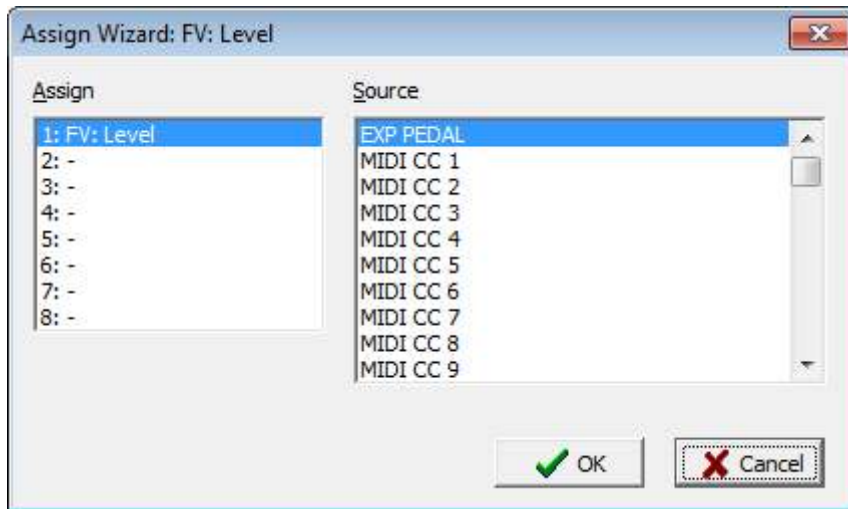 Assign Wizard: FV: Level
Assign
1: FV: Level
2: -
3: -
4: -
5: -
6: -
7: -
8: -
Source
EXP PEDAL
MIDI CC 1
MIDI CC 2
MIDI CC 3
MIDI CC 4
MIDI CC 5
MIDI CC 6
MIDI CC 7
MIDI CC 8
MIDI CC 9
OK
Cancel